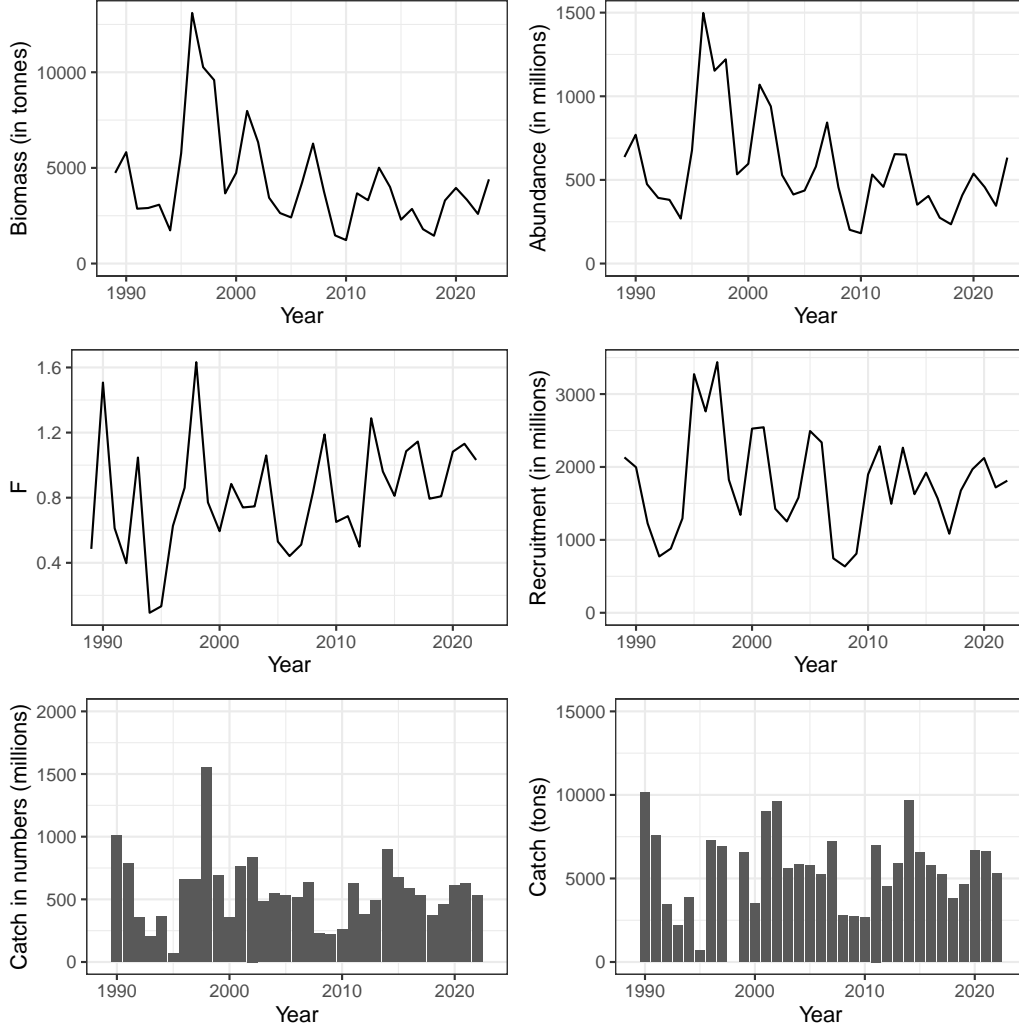 Biomass (in tonnes)
10000
5000
0
1990 2000 2010 2020
Year
Abundance (in millions)
1500
1000
500
0
1990 2000 2010 2020
Year
F
1.6
1.2
0.8
0.4
1990 2000 2010 2020
Year
Recruitment (in millions)
3000
2000
1000
0
1990 2000 2010 2020
Year
Catch in numbers (millions)
2000
1500
1000
500
0
1990 2000 2010 2020
Year
Catch (tons)
15000
10000
5000
0
1990 2000 2010 2020
Year